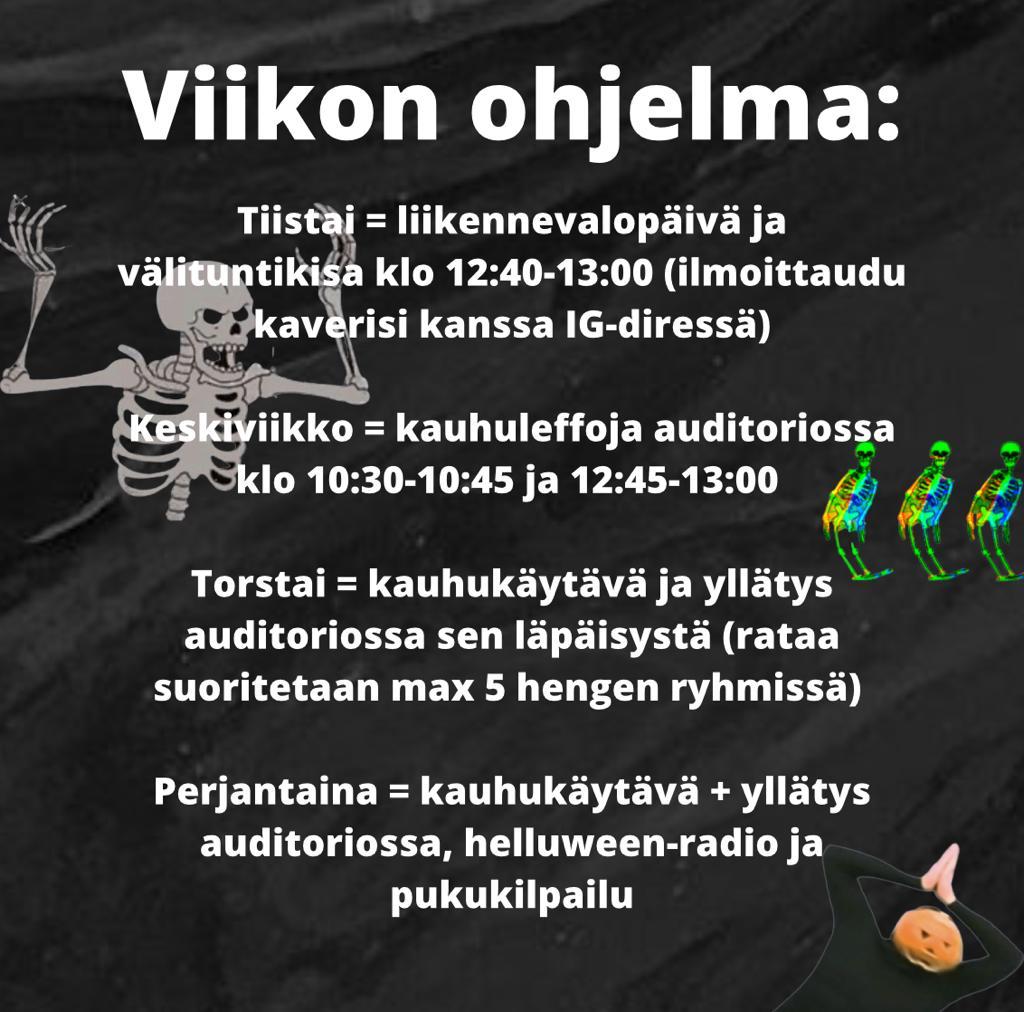 Viikon ohjelma:
Tiistai = liikennevalopäivä ja
välituntikisa klo 12:40-13:00 (ilmoittaudu
kaverisi kanssa IG-diressä)
Keskiviikko = kauhuleffoja auditoriossa
klo 10:30-10:45 ja 12:45-13:00
Torstai = kauhukäytävä ja yllätys
auditoriossa sen läpäisystä (rataa
suoritetaan max 5 hengen ryhmissä)
Perjantaina = kauhukäytävä + yllätys
auditoriossa, helluween-radio ja
pukukilpailu